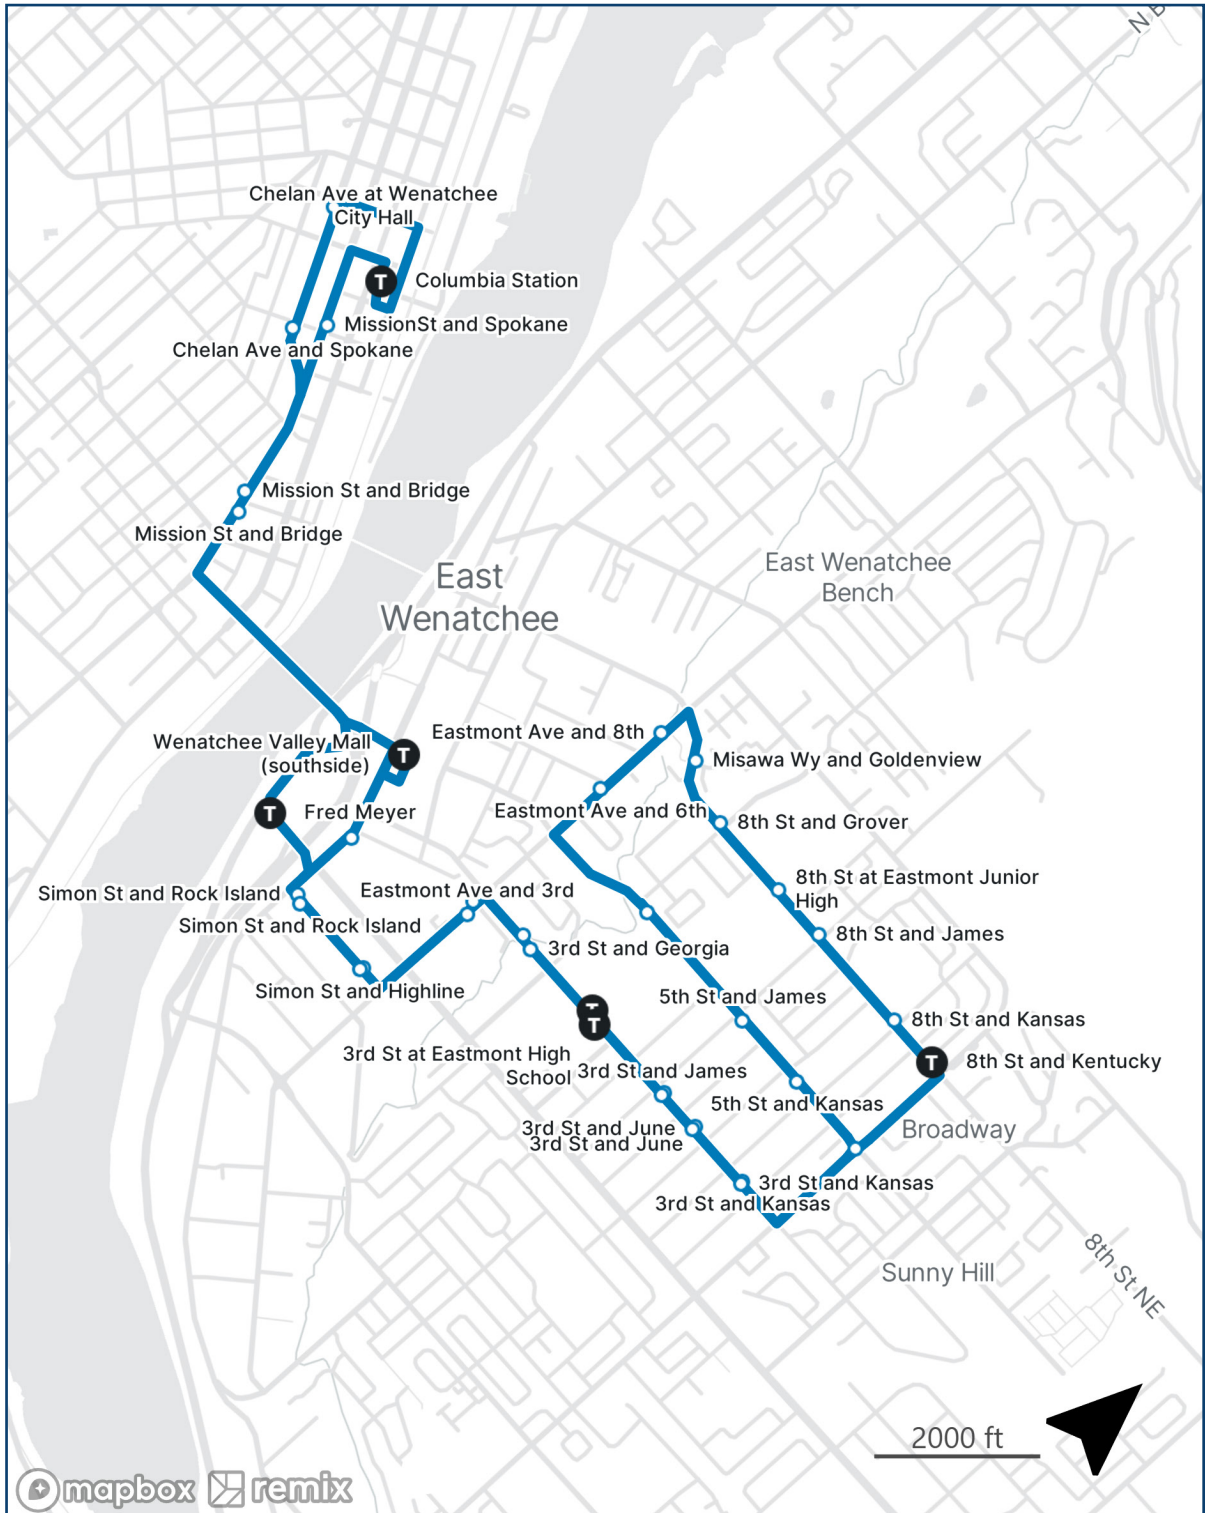 N B
Chelan Ave at Wenatchee
City Hall
Columbia Station
MissionSt and Spokane
Chelan Ave and Spokane
Mission St and Bridge
Mission St and Bridge
East
Wenatchee
East Wenatchee
Bench
Wenatchee Valley Mall
(southside)
Eastmont Ave and 8th
Misawa Wy and Goldenview
Fred Meyer
Eastmont Ave and 6th
8th St and Grover
8th St at Eastmont Junior
High
Simon St and Rock Island
Eastmont Ave and 3rd
Simon St and Rock Island
8th St and James
3rd St and Georgia
Simon St and Highline
5th St and James
8th St and Kansas
3rd St at Eastmont High
School
3rd St and James
8th St and Kentucky
5th St and Kansas
3rd St and June
3rd St and June
Broadway
3rd St and Kansas
3rd St and Kansas
Sunny Hill
8th St NE
2000 ft
mapbox
remix
T
T
T
T
T
T